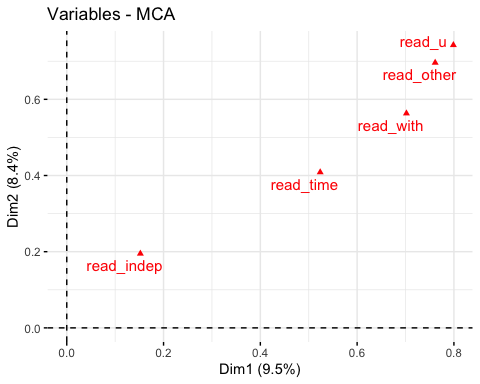 Variables - MCA
read_u
read_other
0.6
read_with
Dim2 (8.4%)
0.4
read_time
0.2
read_indep
0.0
0.0 0.2 0.4 0.6 0.8
Dim1 (9.5%)